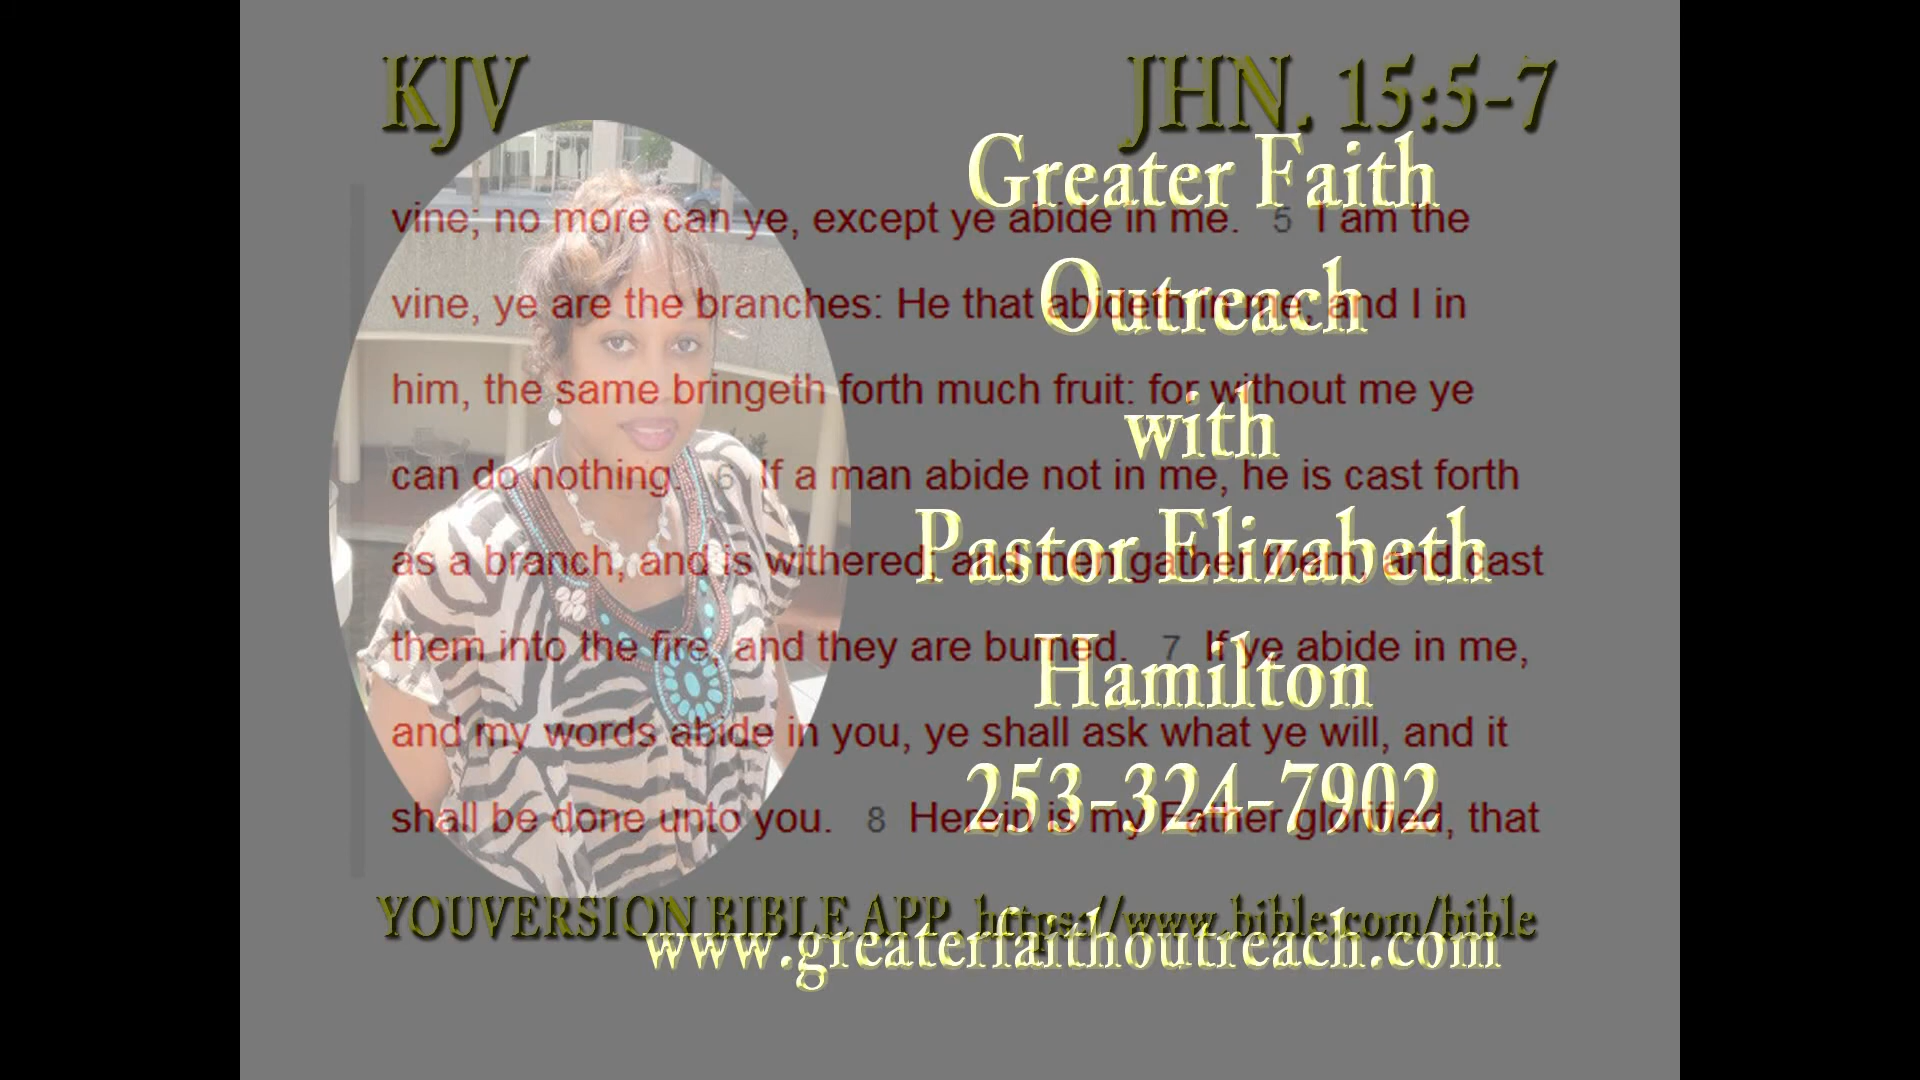 KJV
JHN. 15:5-7
vine; no more can ye, except ye abide in me. 5 I am the
vine, ye are the branches: He that abideth in me, and I in
him, the same bringeth forth much fruit: for without me ye
can do nothing. 6 If a man abide not in me, he is cast forth
as a branch, and is withered; and men gather them, and cast
them into the fire, and they are burned. 7 If ye abide in me,
and my words abide in you, ye shall ask what ye will, and it
shall be done unto you. 8 Herein is my Father glorified, that
YOUVERSION BIBLE APP . https://www.bible.com/bible
Greater Faith
Outreach
with
Pastor Elizabeth
Hamilton
253-324-7902
www.greaterfaithoutreach.com